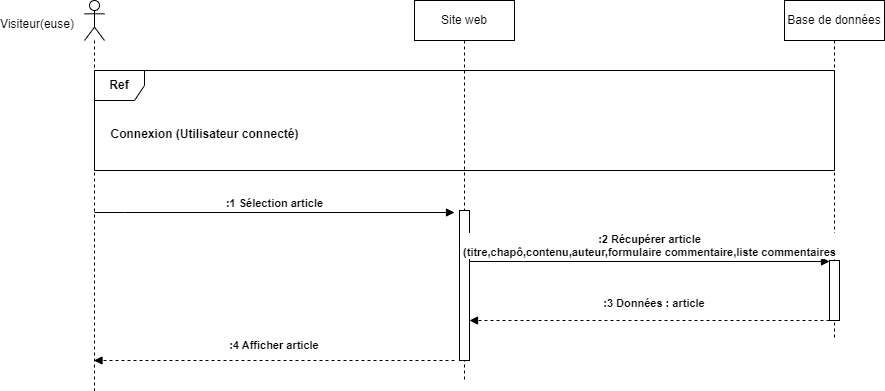 Visiteur(euse)
Site web
Base de données
Ref
Connexion (Utilisateur connecté)
:1 Sélection article
:2 Récupérer article
(titre,chapô,contenu,auteur,formulaire commentaire,liste commentaires
:3 Données : article
:4 Afficher article